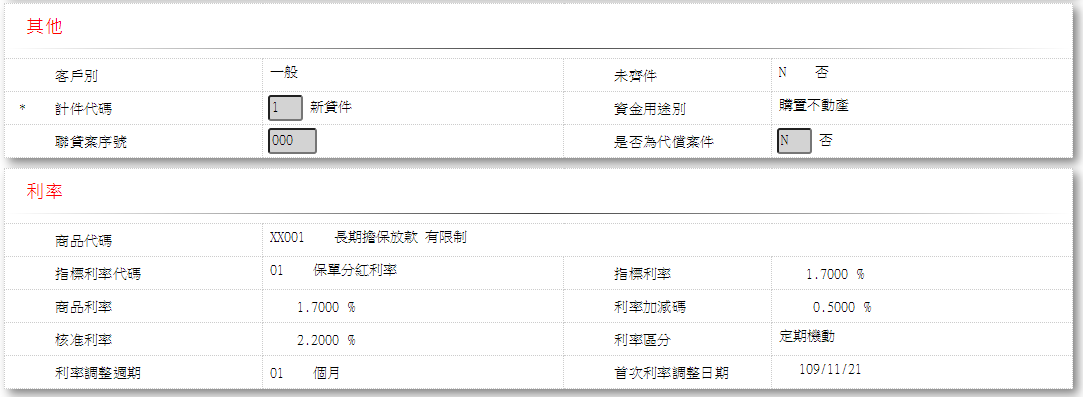 其他
客戶別 一般 未齊件 N 否
* 計件代碼 1 新貸件 資金用途別 購置不動產
聯貸案序號 000 是否為代償案件 N 否
利率
商品代碼 XX001 長期擔保放款 有限制
指標利率代碼 01 保單分紅利率 指標利率 1.7000 %
商品利率 1.7000 % 利率加減碼 0.5000 %
核准利率 2.2000 % 利率區分 定期機動
利率調整週期 01 個月 首次利率調整日期 109/11/21